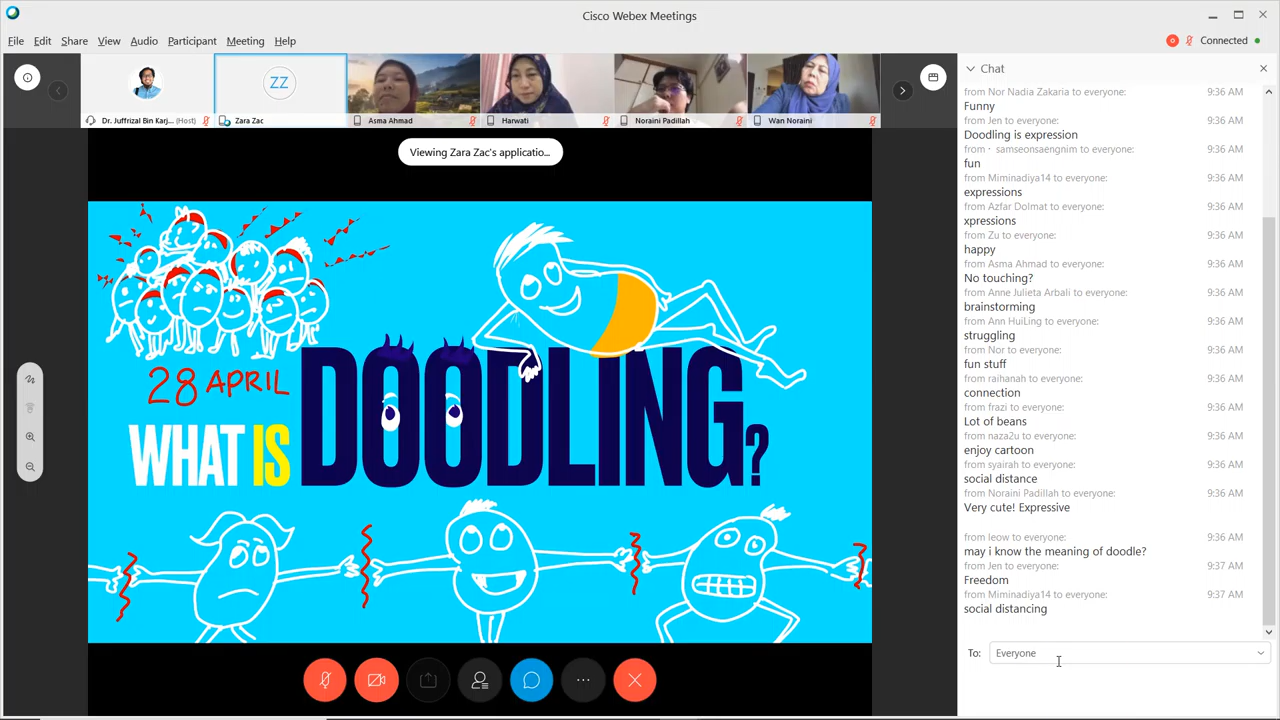 Cisco Webex Meetings
File Edit Share View Audio Participant Meeting Help
Connected
ZZ
Dr. Juffrizal Bin Karj... (Host)
Zara Zac
Asma Ahmad
Harwati
Noraini Padillah
Wan Noraini
Viewing Zara Zac's applicatio...
28 APRIL
WHAT IS DOODLING?
Chat
from Nor Nadia Zakaria to everyone: 9:36 AM
Funny
from Jen to everyone: 9:36 AM
Doodling is expression
from · samseonsaengnim to everyone: 9:36 AM
fun
from Miminadiya14 to everyone: 9:36 AM
expressions
from Azfar Dolmat to everyone: 9:36 AM
xpressions
from Zu to everyone: 9:36 AM
happy
from Asma Ahmad to everyone: 9:36 AM
No touching?
from Anne Julieta Arbali to everyone: 9:36 AM
brainstorming
from Ann HuiLing to everyone: 9:36 AM
struggling
from Nor to everyone: 9:36 AM
fun stuff
from raihanah to everyone: 9:36 AM
connection
from frazi to everyone: 9:36 AM
Lot of beans
from naza2u to everyone: 9:36 AM
enjoy cartoon
from syairah to everyone: 9:36 AM
social distance
from Noraini Padillah to everyone: 9:36 AM
Very cute! Expressive
from leow to everyone: 9:36 AM
may i know the meaning of doodle?
from Jen to everyone: 9:37 AM
Freedom
from Miminadiya14 to everyone: 9:37 AM
social distancing
To: Everyone